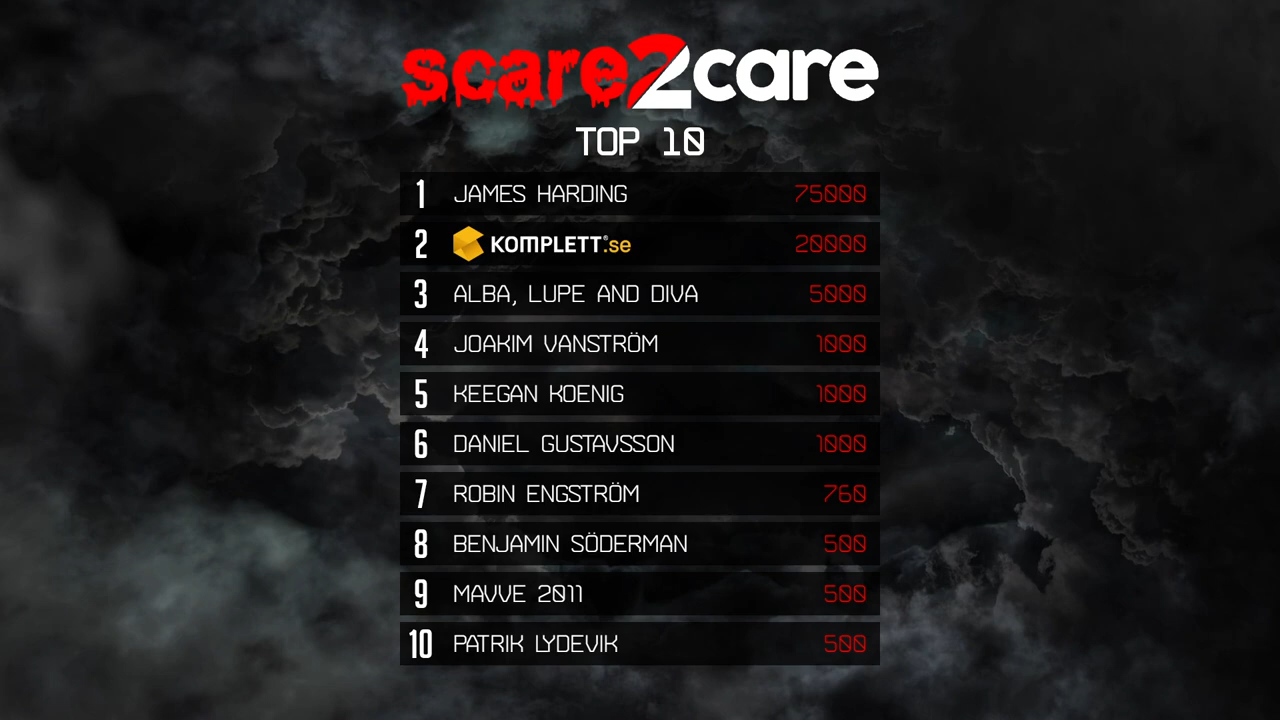 scare2care
TOP 10
1 JAMES HARDING 75000
2 KOMPLETT®.se 20000
3 ALBA, LUPE AND DIVA 5000
4 JOAKIM VANSTRÖM 1000
5 KEEGAN KOENIG 1000
6 DANIEL GUSTAVSSON 1000
7 ROBIN ENGSTRÖM 760
8 BENJAMIN SÖDERMAN 500
9 MAVVE 2011 500
10 PATRIK LYDEVIK 500